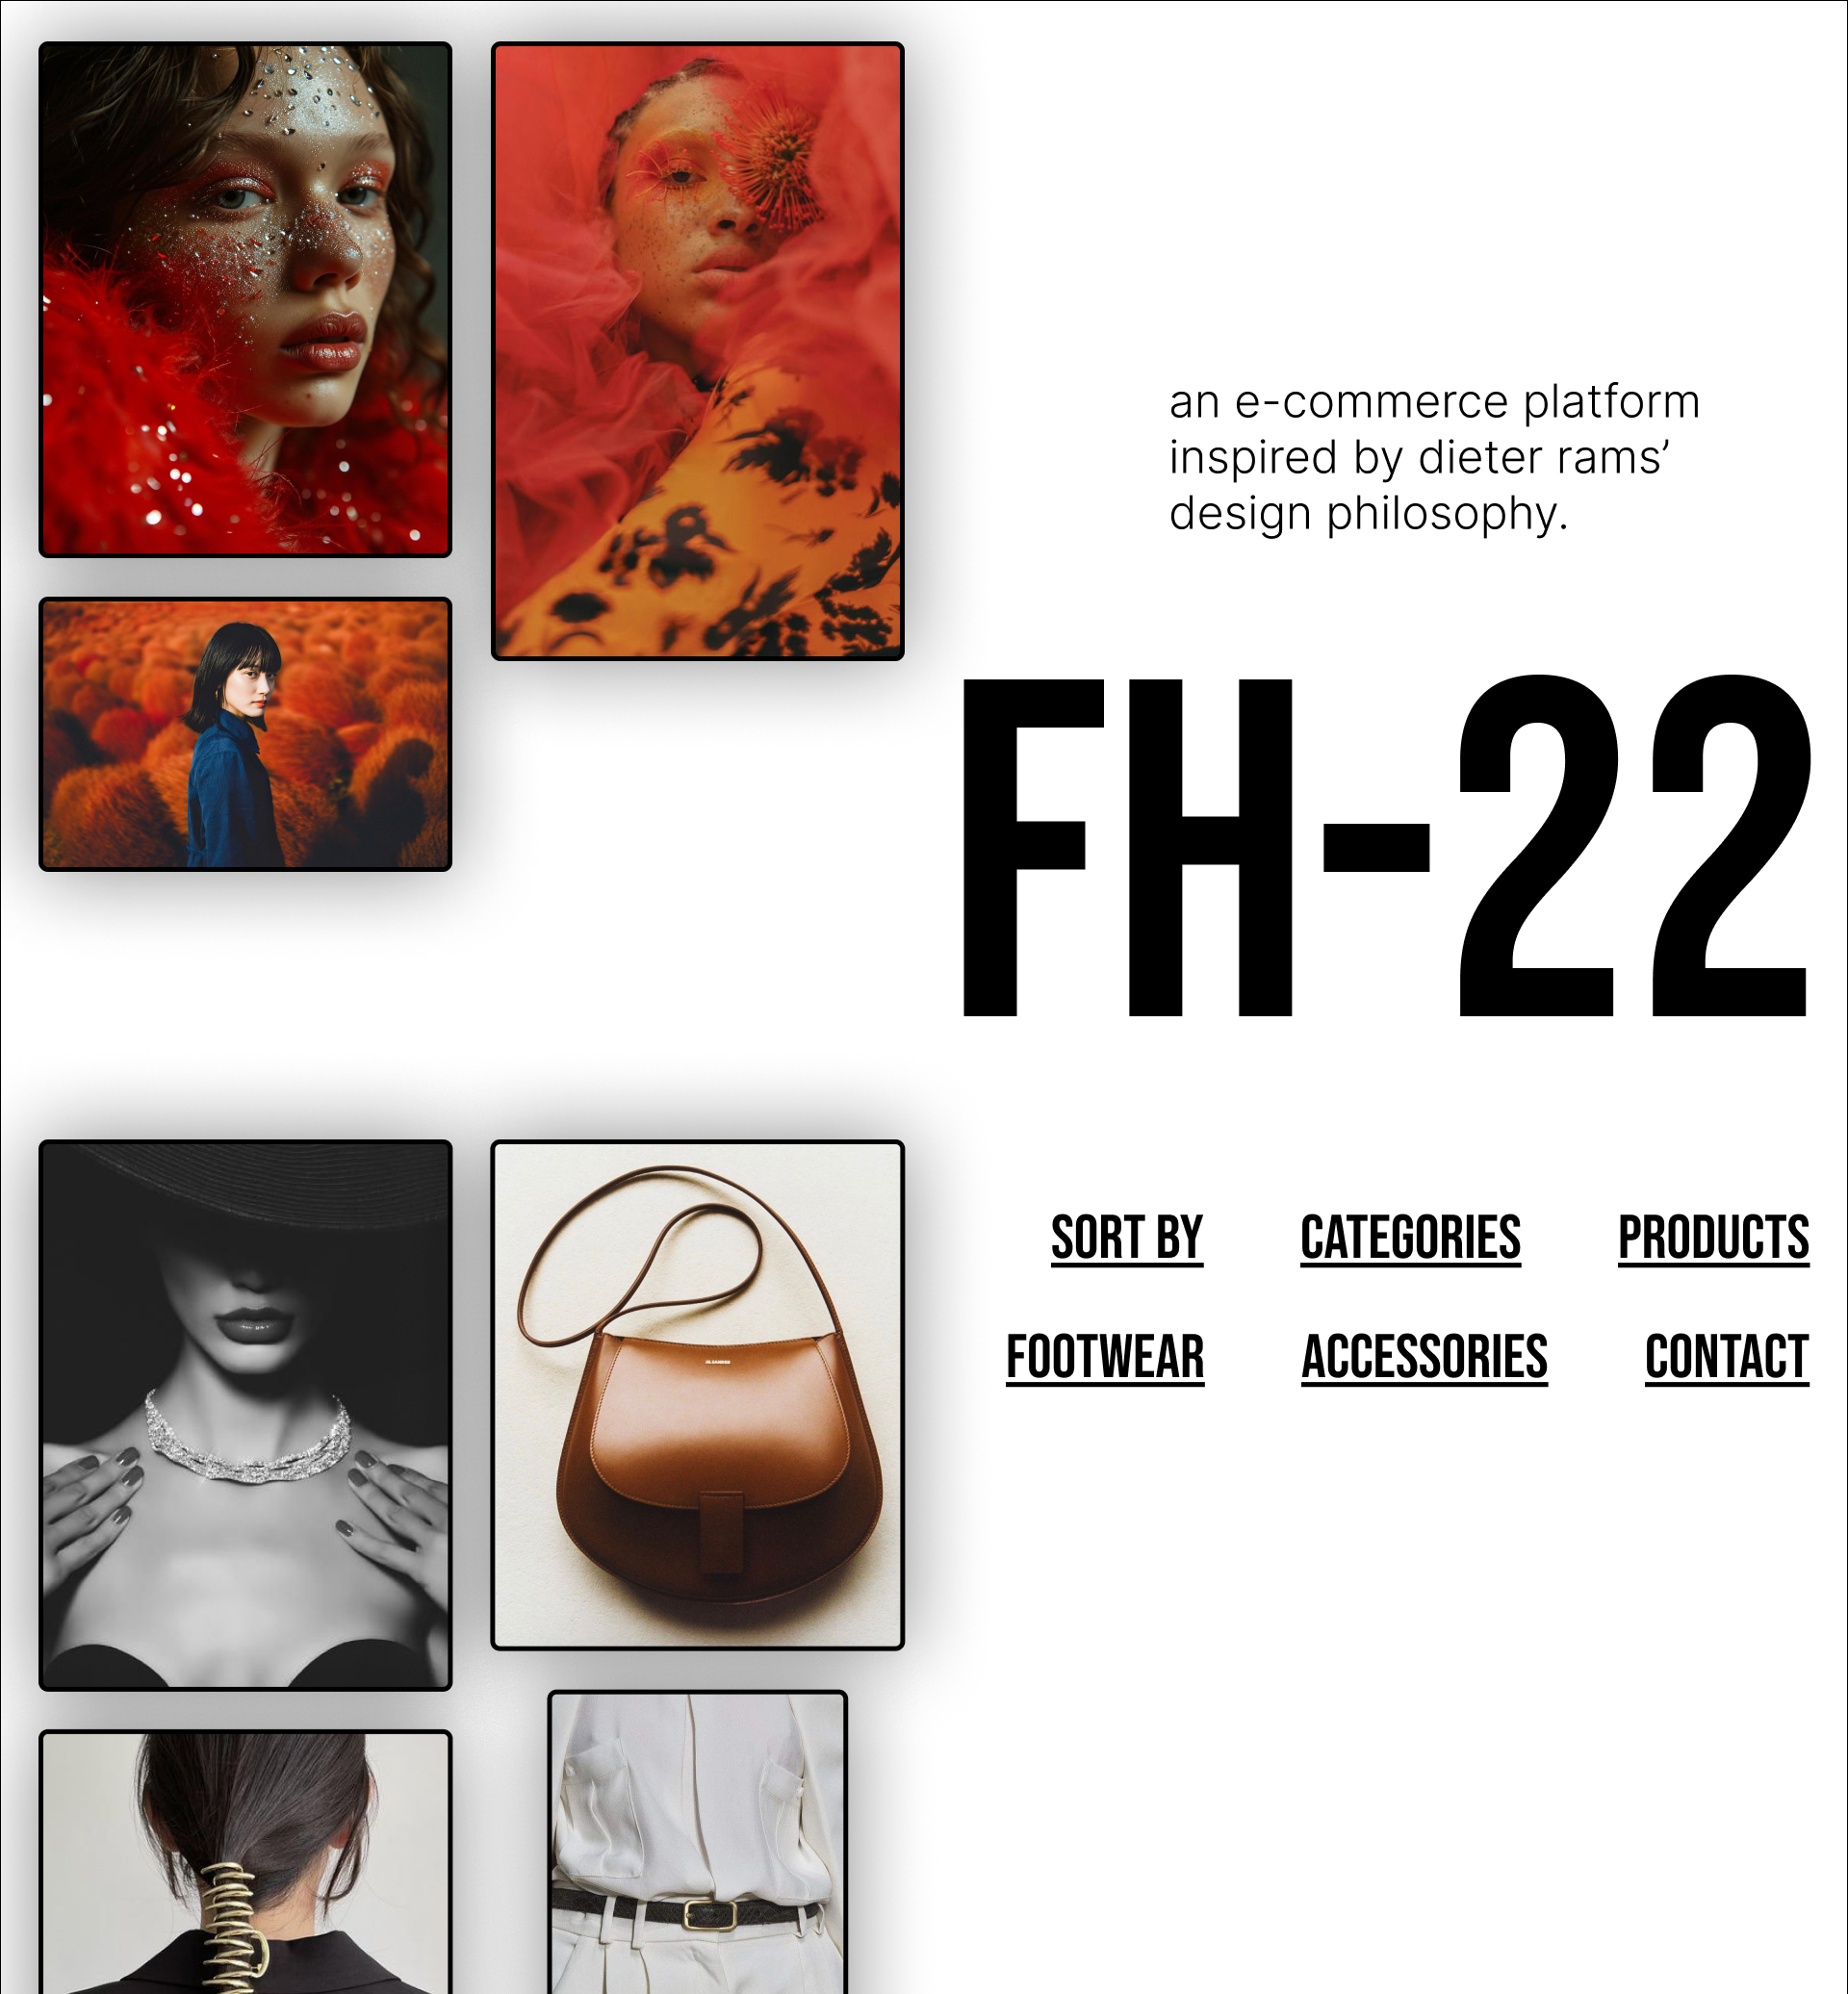 an e-commerce platform
inspired by dieter rams’
design philosophy.
FH-22
SORT BY CATEGORIES PRODUCTS
FOOTWEAR ACCESSORIES CONTACT